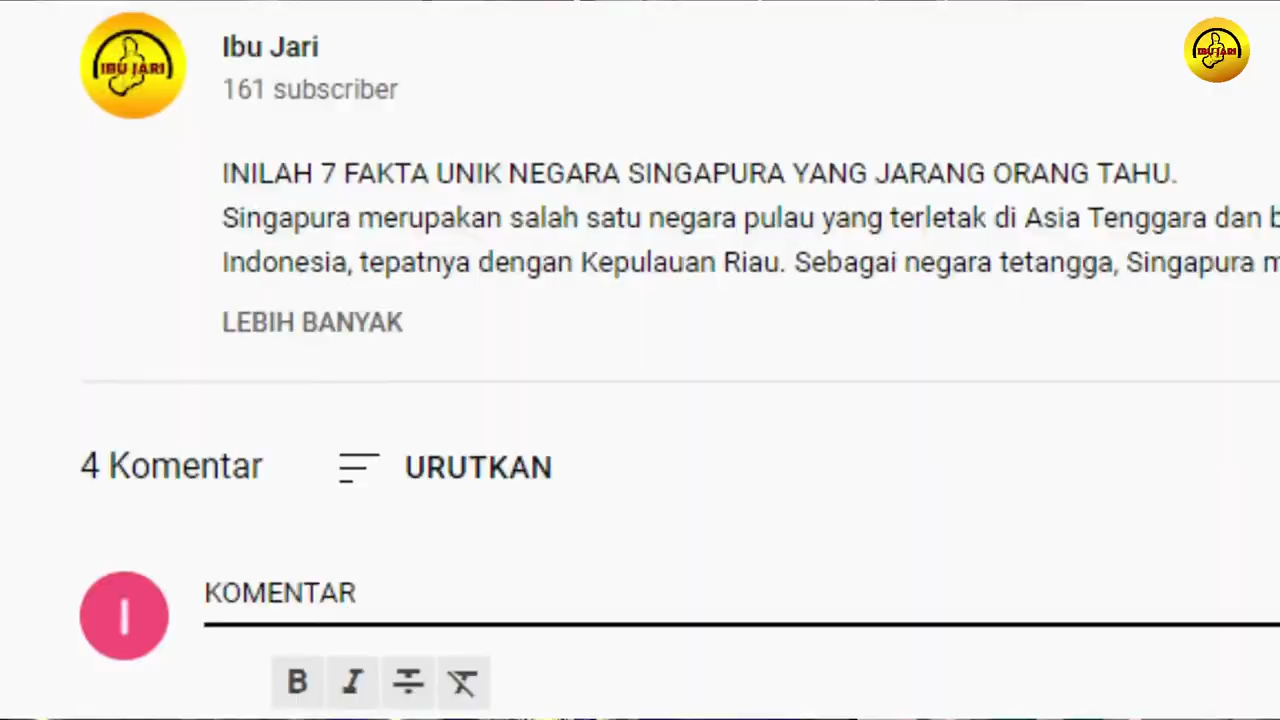 IBU JARI
Ibu Jari
161 subscriber
IBU JARI
INILAH 7 FAKTA UNIK NEGARA SINGAPURA YANG JARANG ORANG TAHU.
Singapura merupakan salah satu negara pulau yang terletak di Asia Tenggara dan b
Indonesia, tepatnya dengan Kepulauan Riau. Sebagai negara tetangga, Singapura m
LEBIH BANYAK
4 Komentar
URUTKAN
I
KOMENTAR
B I T T